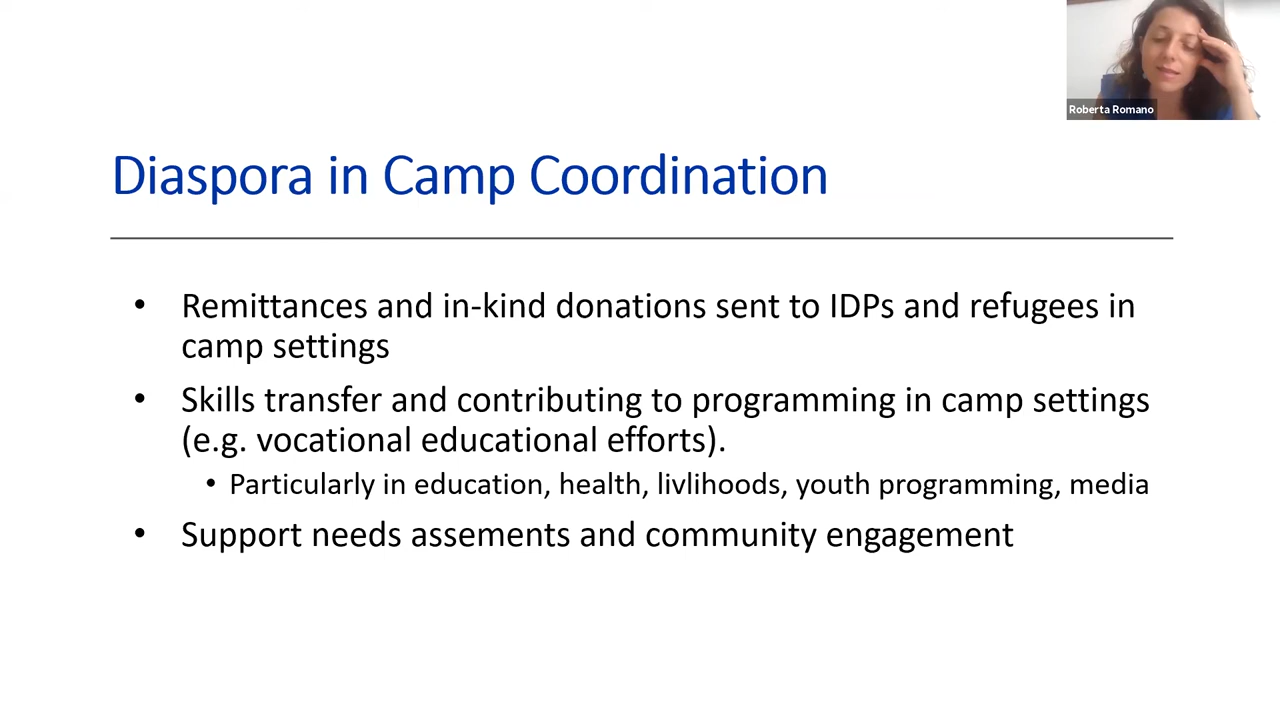 Roberta Romano
Diaspora in Camp Coordination
• Remittances and in-kind donations sent to IDPs and refugees in
camp settings
• Skills transfer and contributing to programming in camp settings
(e.g. vocational educational efforts).
• Particularly in education, health, livlihoods, youth programming, media
• Support needs assements and community engagement